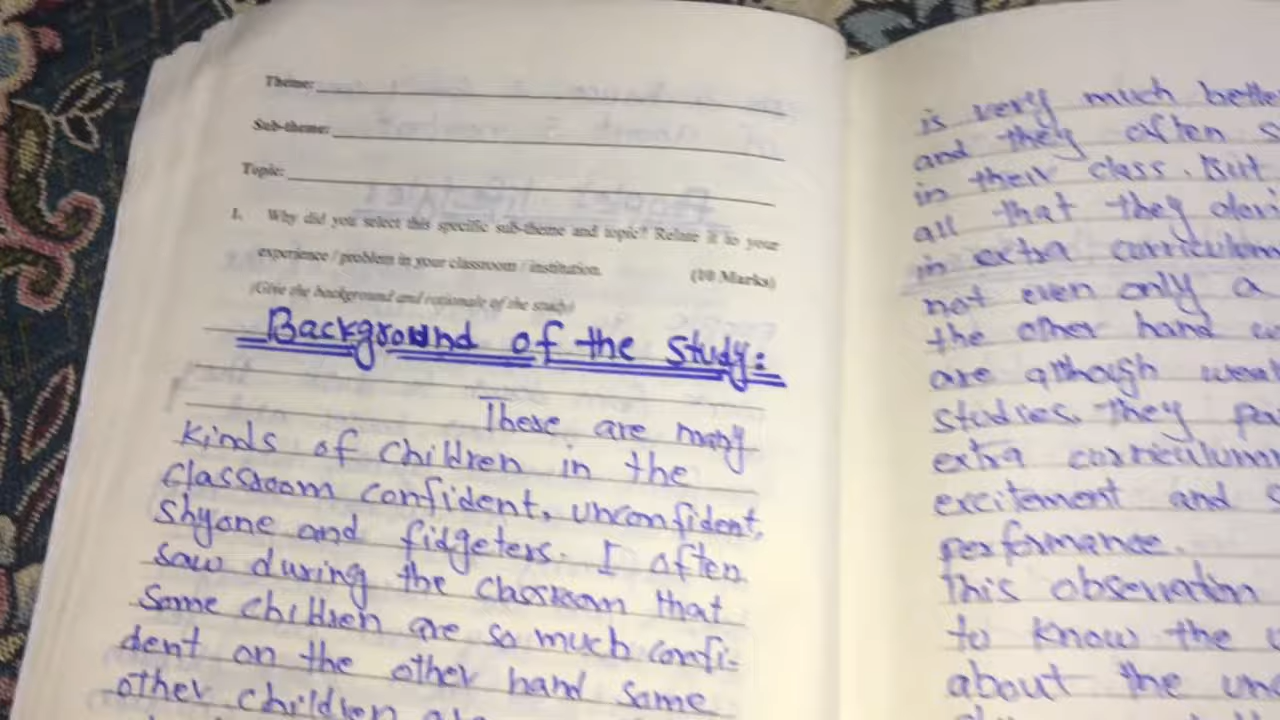 Theme:
Sub-theme:
Topic:
1. Why did you select this specific sub-theme and topic? Relate it to your
experience / problem in your classroom / institution. (10 Marks)
(Give the background and rationale of the study)
Background of the study:
These are many
kinds of children in the
classroom confident, unconfident,
shyone and fidgeters. I often
saw during the classroom that
some children are so much confi-
dent on the other hand some
other children
is very much
and they often
in their class. But
all that they
in extra curriculum
not even only a
the other hand
are although
studies. They
extra curriculum
excitement and
performance.
This observation
to know the
about the